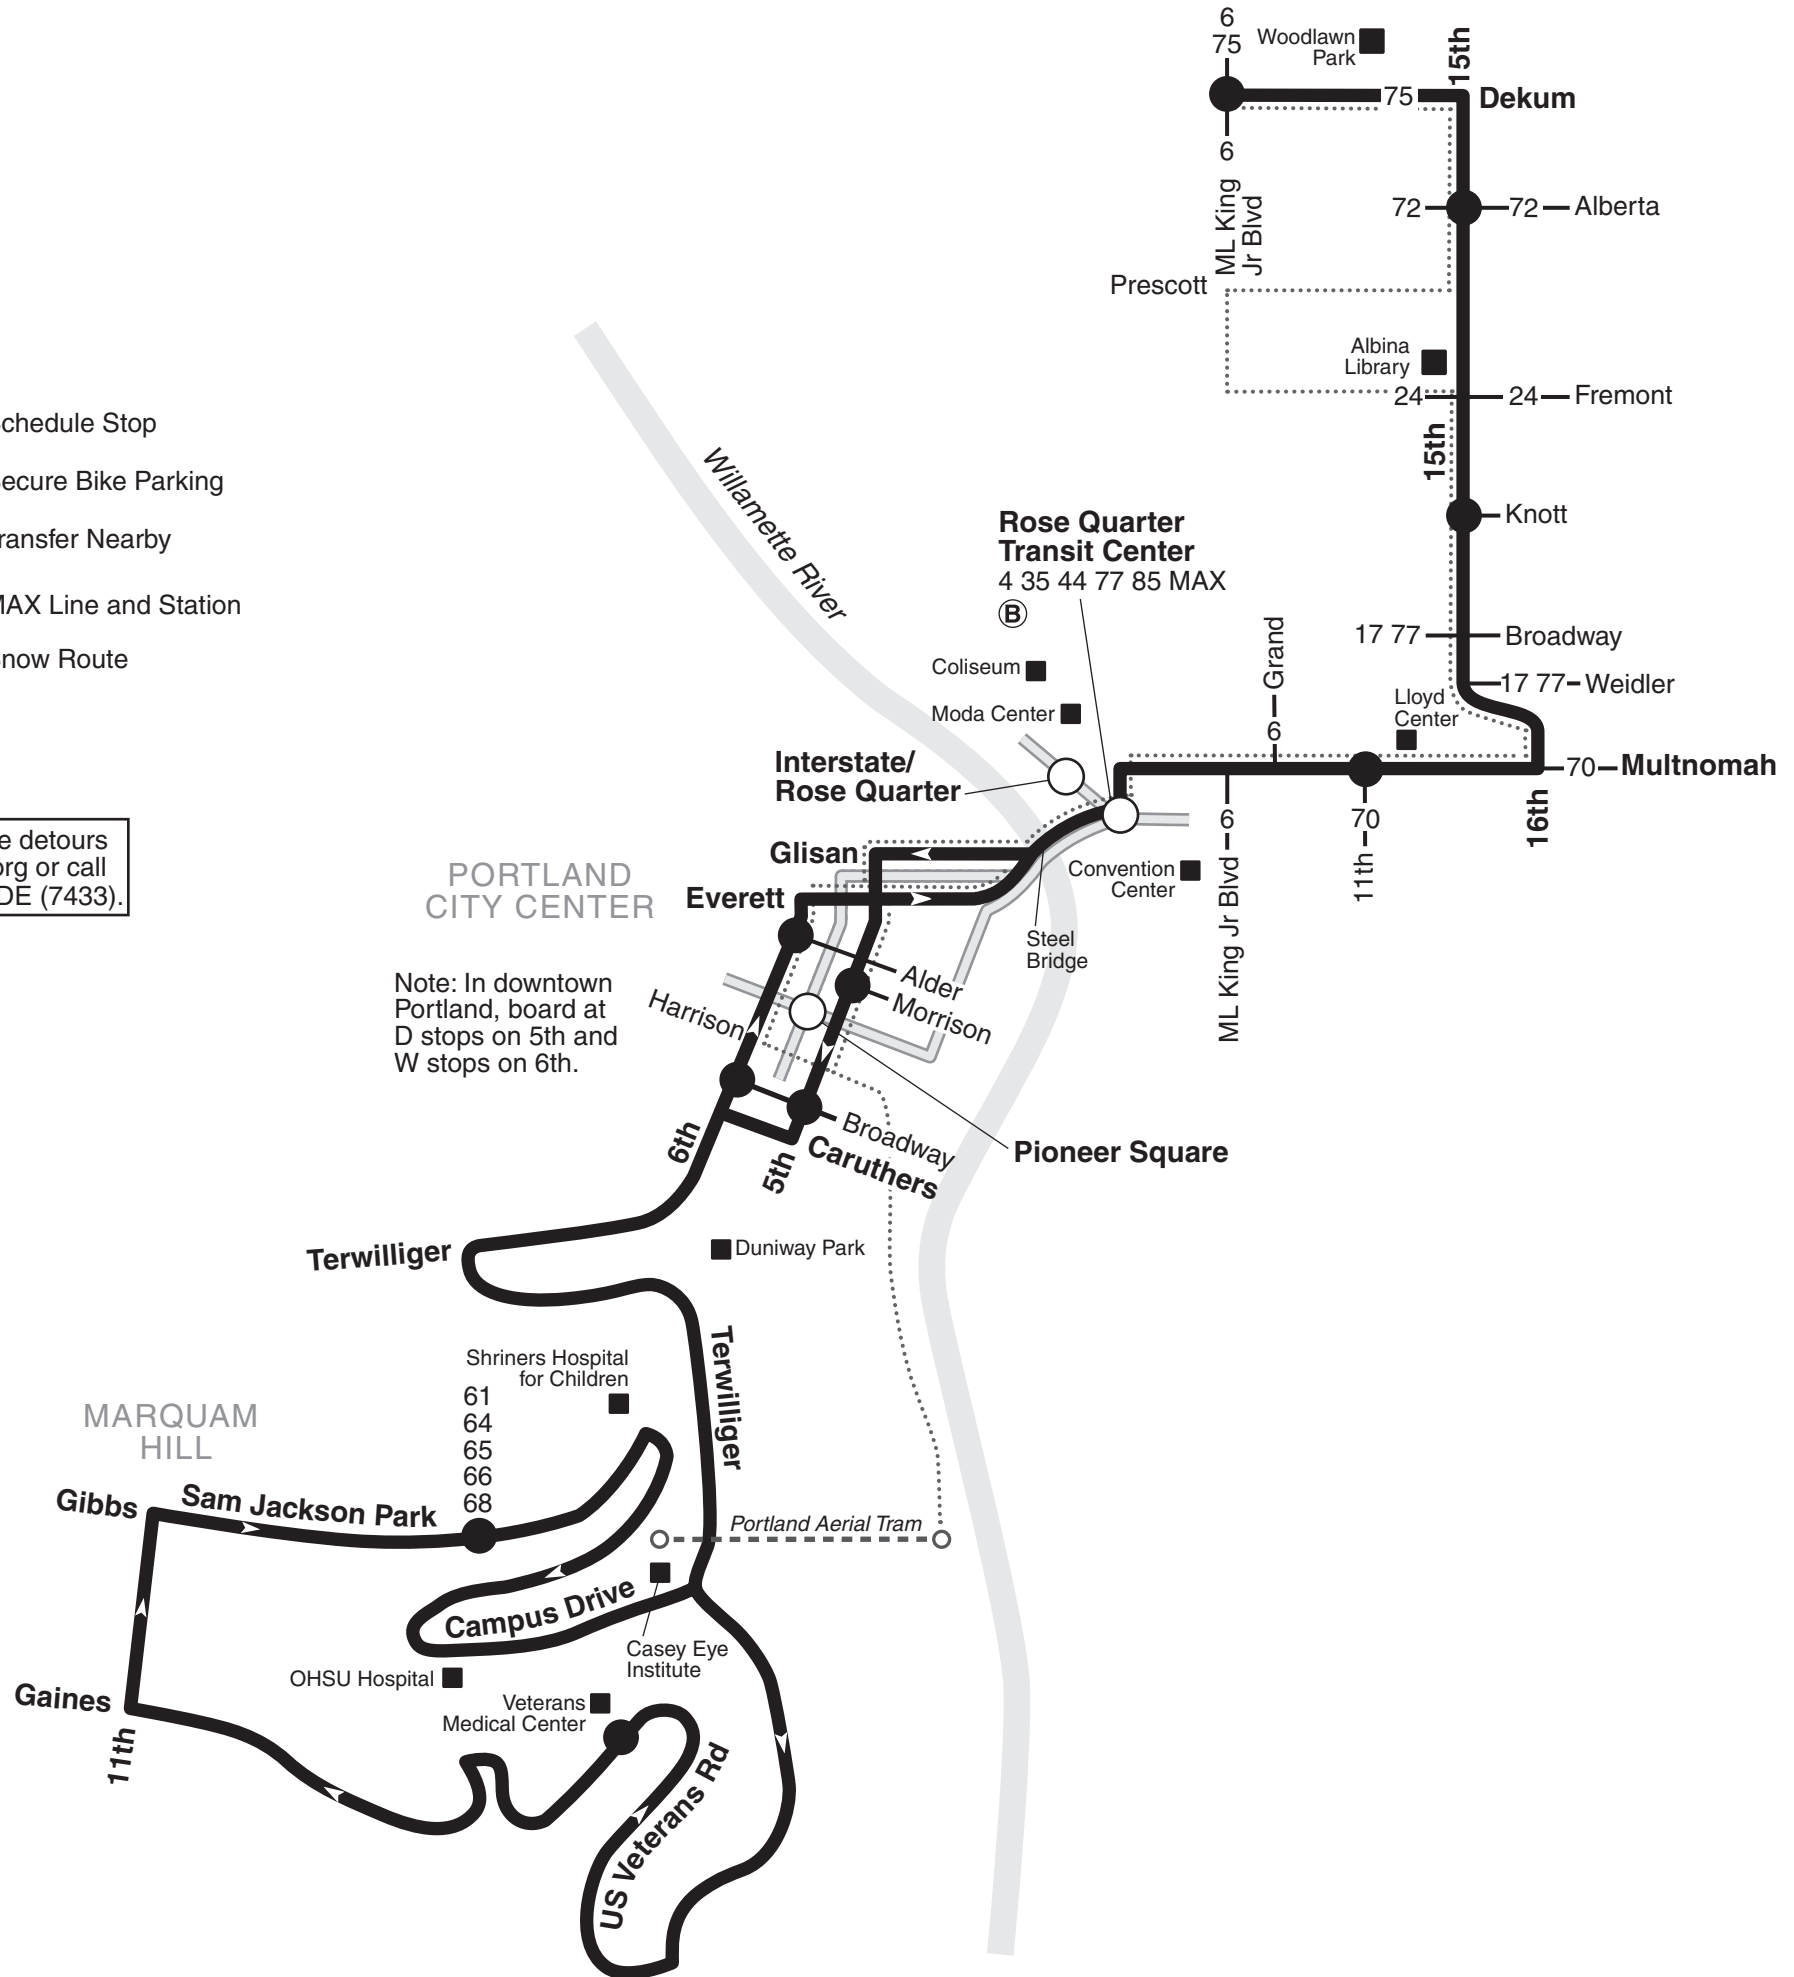 6
75
Woodlawn
Park
15th
75
Dekum
6
ML King
Jr Blvd
72
72
Alberta
Prescott
Albina
Library
24
24
Fremont
15th
chedule Stop
ecure Bike Parking
ransfer Nearby
MAX Line and Station
now Route
Willamette River
Rose Quarter
Transit Center
4 35 44 77 85 MAX
B
Knott
17 77
Broadway
17 77
Weidler
Grand
6
Lloyd
Center
Coliseum
Moda Center
Interstate/
Rose Quarter
70
Multnomah
16th
6
ML King Jr Blvd
70
11th
e detours
org or call
DE (7433).
PORTLAND
CITY CENTER
Glisan
Everett
Convention
Center
Steel
Bridge
Note: In downtown
Portland, board at
D stops on 5th and
W stops on 6th.
Harrison
Alder
Morrison
Broadway
Caruthers
Pioneer Square
6th
5th
Terwilliger
Duniway Park
Terwilliger
Shriners Hospital
for Children
MARQUAM
HILL
61
64
65
66
68
Gibbs
Sam Jackson Park
Portland Aerial Tram
Campus Drive
Casey Eye
Institute
OHSU Hospital
Gaines
11th
Veterans
Medical Center
US Veterans Rd